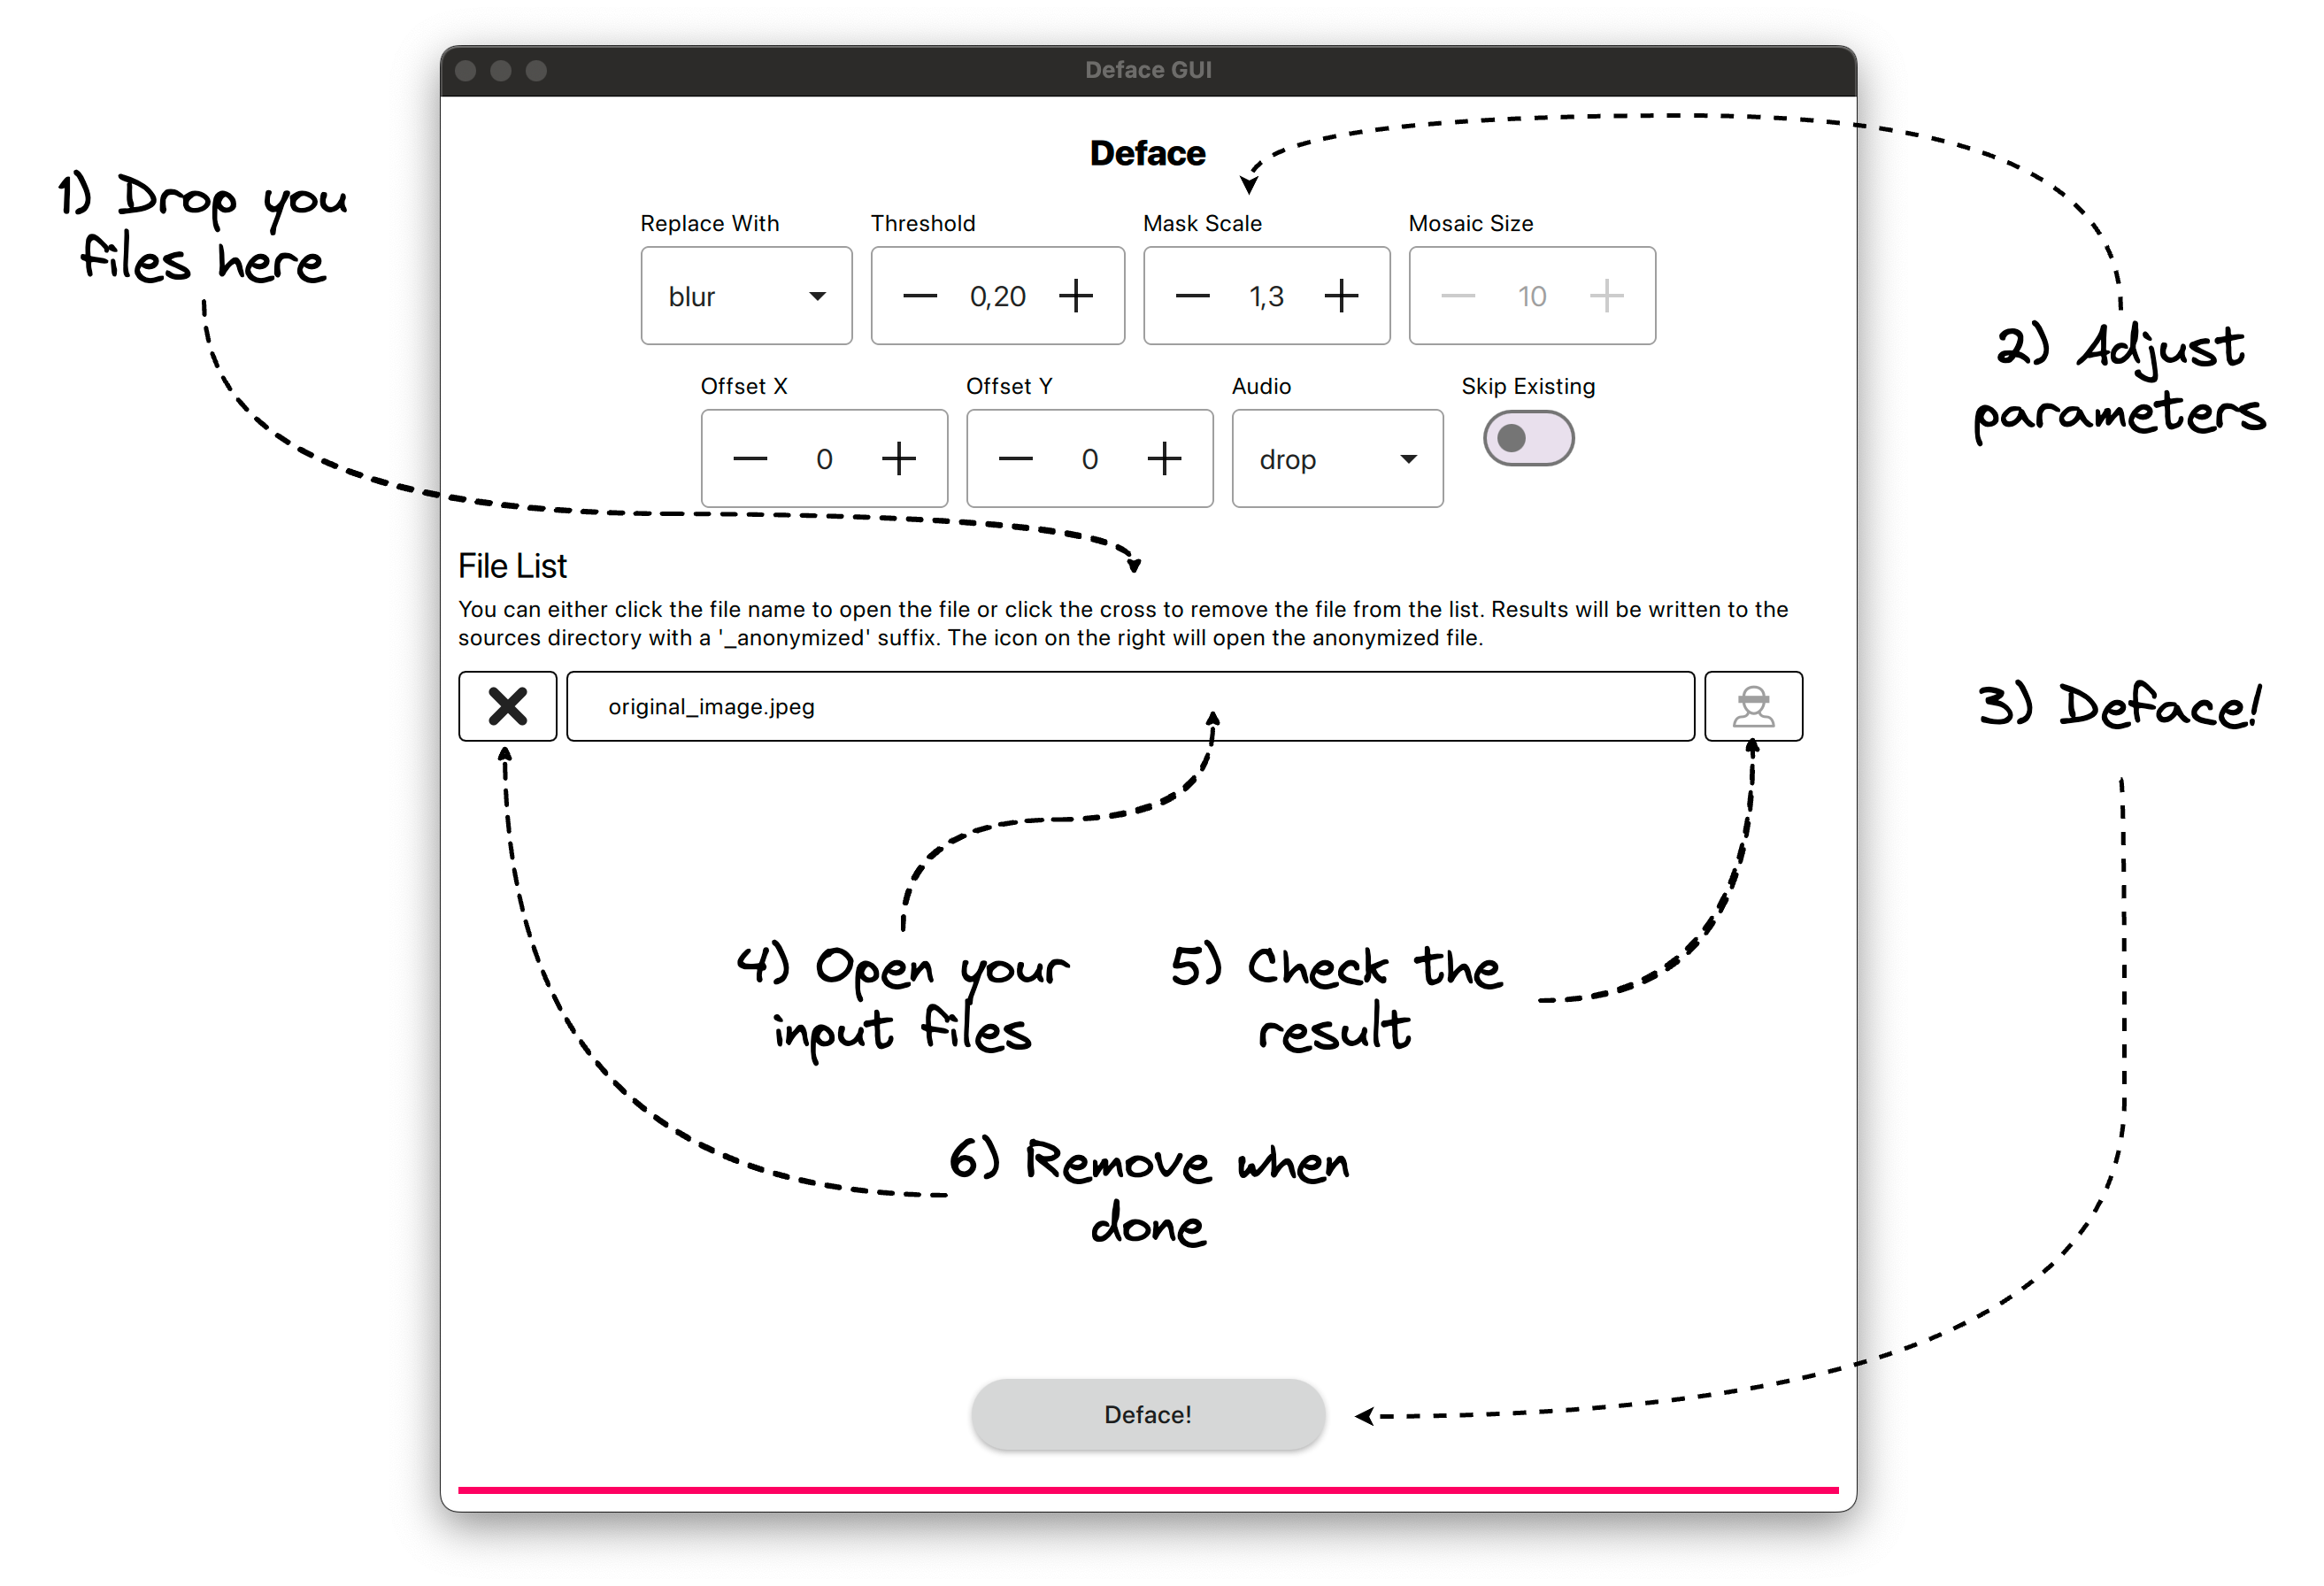 Deface GUI
Deface
1) Drop you
files here
Replace With
Threshold
Mask Scale
Mosaic Size
blur
0,20
1,3
10
2) Adjust
parameters
Offset X
Offset Y
Audio
Skip Existing
0
0
drop
File List
You can either click the file name to open the file or click the cross to remove the file from the list. Results will be written to the
sources directory with a '_anonymized' suffix. The icon on the right will open the anonymized file.
original_image.jpeg
3) Deface!
4) Open your
input files
5) Check the
result
6) Remove when
done
Deface!